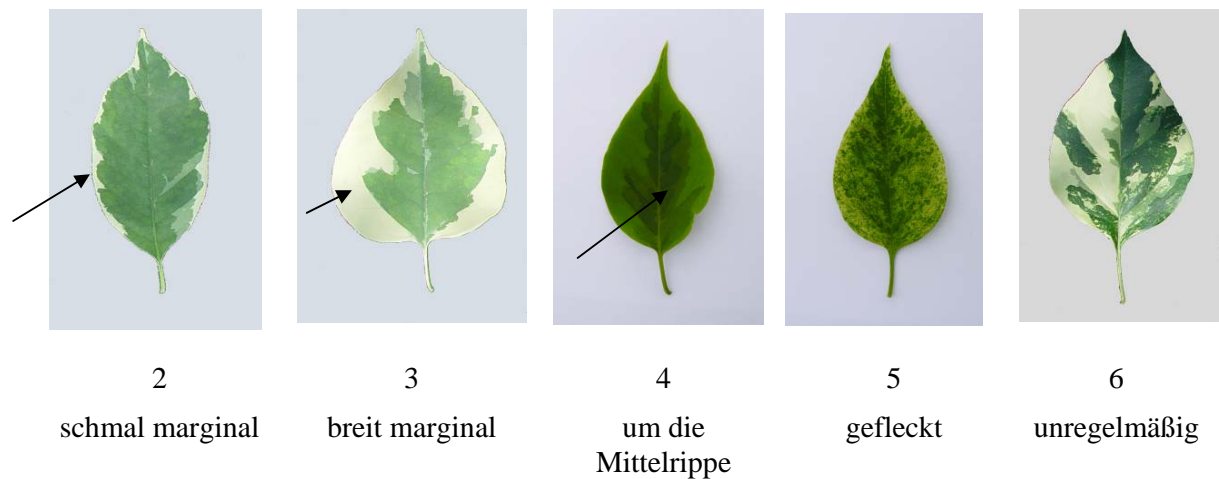 2
schmal marginal
3
breit marginal
4
um die
Mittelrippe
5
gefleckt
6
unregelmäßig